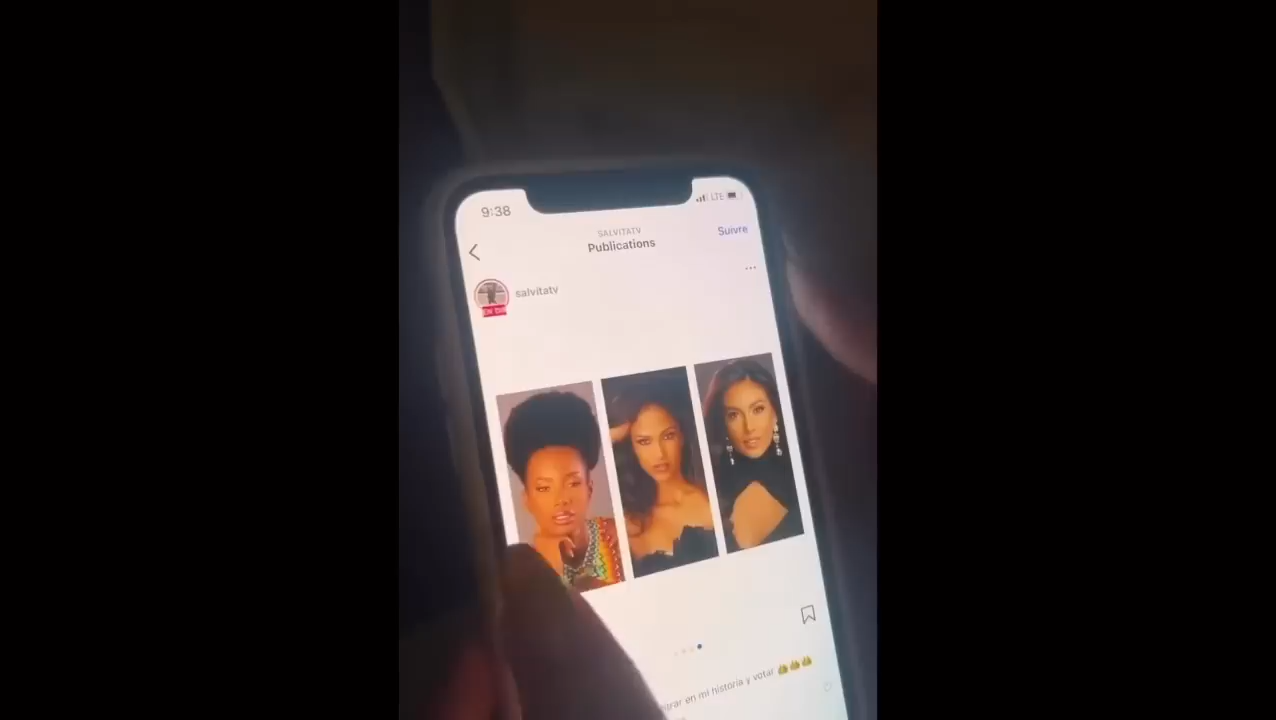 9:38
LTE
SALVITATV
Publications
Suivre
salvitatv
en mi historia y votar 🙏🙏🙏